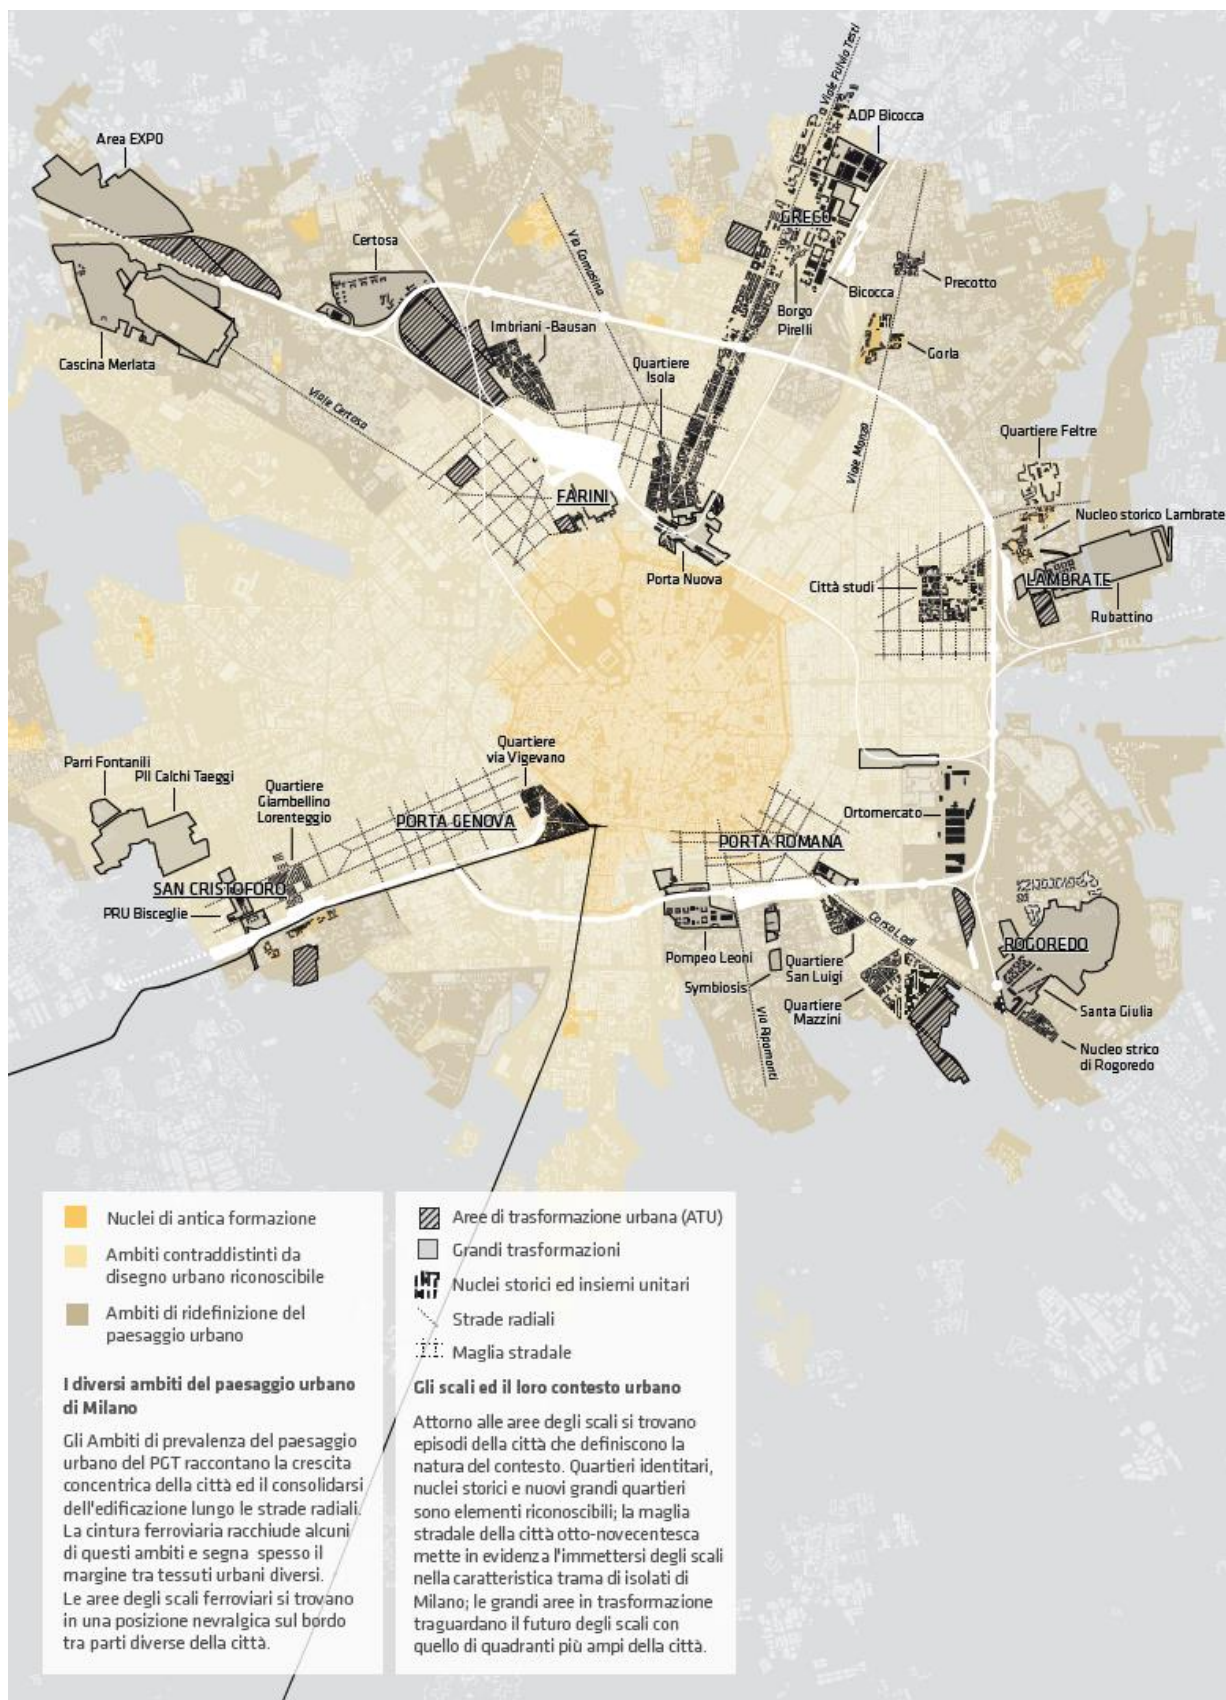 a Viale Fulvio Testi
ADP Bicocca
Area EXPO
GRECO
Certosa
Via Comasina
Precotto
Bicocca
Borgo
Pirelli
Imbriani -Bausan
Gorla
Cascina Merlata
Quartiere
Isola
Viale Certosa
Viale Monza
Quartiere Feltre
FARINI
Nucleo storico Lambrate
Porta Nuova
Città studi
LAMBRATE
Rubattino
Quartiere
via Vigevano
Parri Fontanili
PII Calchi Taeggi
Quartiere
Giambellino
Lorenteggio
Ortomercato
PORTA GENOVA
PORTA ROMANA
SAN CRISTOFORO
PRU Bisceglie
Corso Lodi
ROGOREDO
Pompeo Leoni
Quartiere
San Luigi
Symbiosis
Quartiere
Mazzini
Via Ripamonti
Santa Giulia
Nucleo strico
di Rogoredo
Nuclei di antica formazione
Ambiti contraddistinti da
disegno urbano riconoscibile
Ambiti di ridefinizione del
paesaggio urbano
I diversi ambiti del paesaggio urbano
di Milano
Gli Ambiti di prevalenza del paesaggio
urbano del PGT raccontano la crescita
concentrica della città ed il consolidarsi
dell'edificazione lungo le strade radiali.
La cintura ferroviaria racchiude alcuni
di questi ambiti e segna spesso il
margine tra tessuti urbani diversi.
Le aree degli scali ferroviari si trovano
in una posizione nevralgica sul bordo
tra parti diverse della città.
Aree di trasformazione urbana (ATU)
Grandi trasformazioni
Nuclei storici ed insiemi unitari
Strade radiali
Maglia stradale
Gli scali ed il loro contesto urbano
Attorno alle aree degli scali si trovano
episodi della città che definiscono la
natura del contesto. Quartieri identitari,
nuclei storici e nuovi grandi quartieri
sono elementi riconoscibili; la maglia
stradale della città otto-novecentesca
mette in evidenza l'immettersi degli scali
nella caratteristica trama di isolati di
Milano; le grandi aree in trasformazione
traguardano il futuro degli scali con
quello di quadranti più ampi della città.